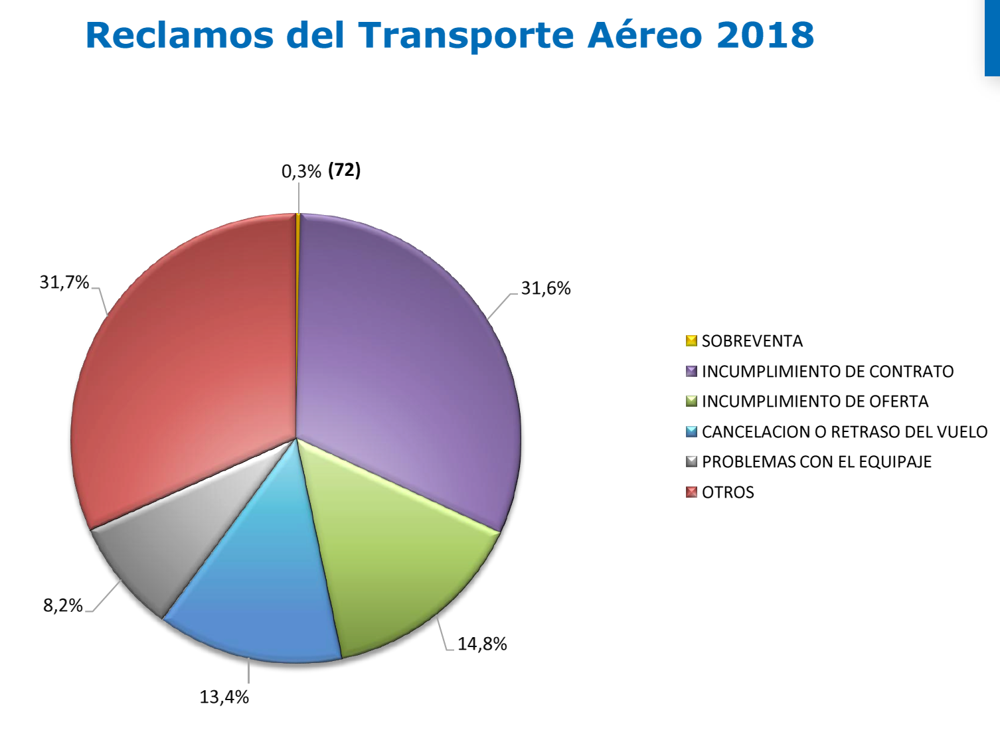 Reclamos del Transporte Aéreo 2018
0,3% (72)
31,7%
31,6%
SOBREVENTA
INCUMPLIMIENTO DE CONTRATO
INCUMPLIMIENTO DE OFERTA
CANCELACION O RETRASO DEL VUELO
PROBLEMAS CON EL EQUIPAJE
OTROS
8,2%
14,8%
13,4%